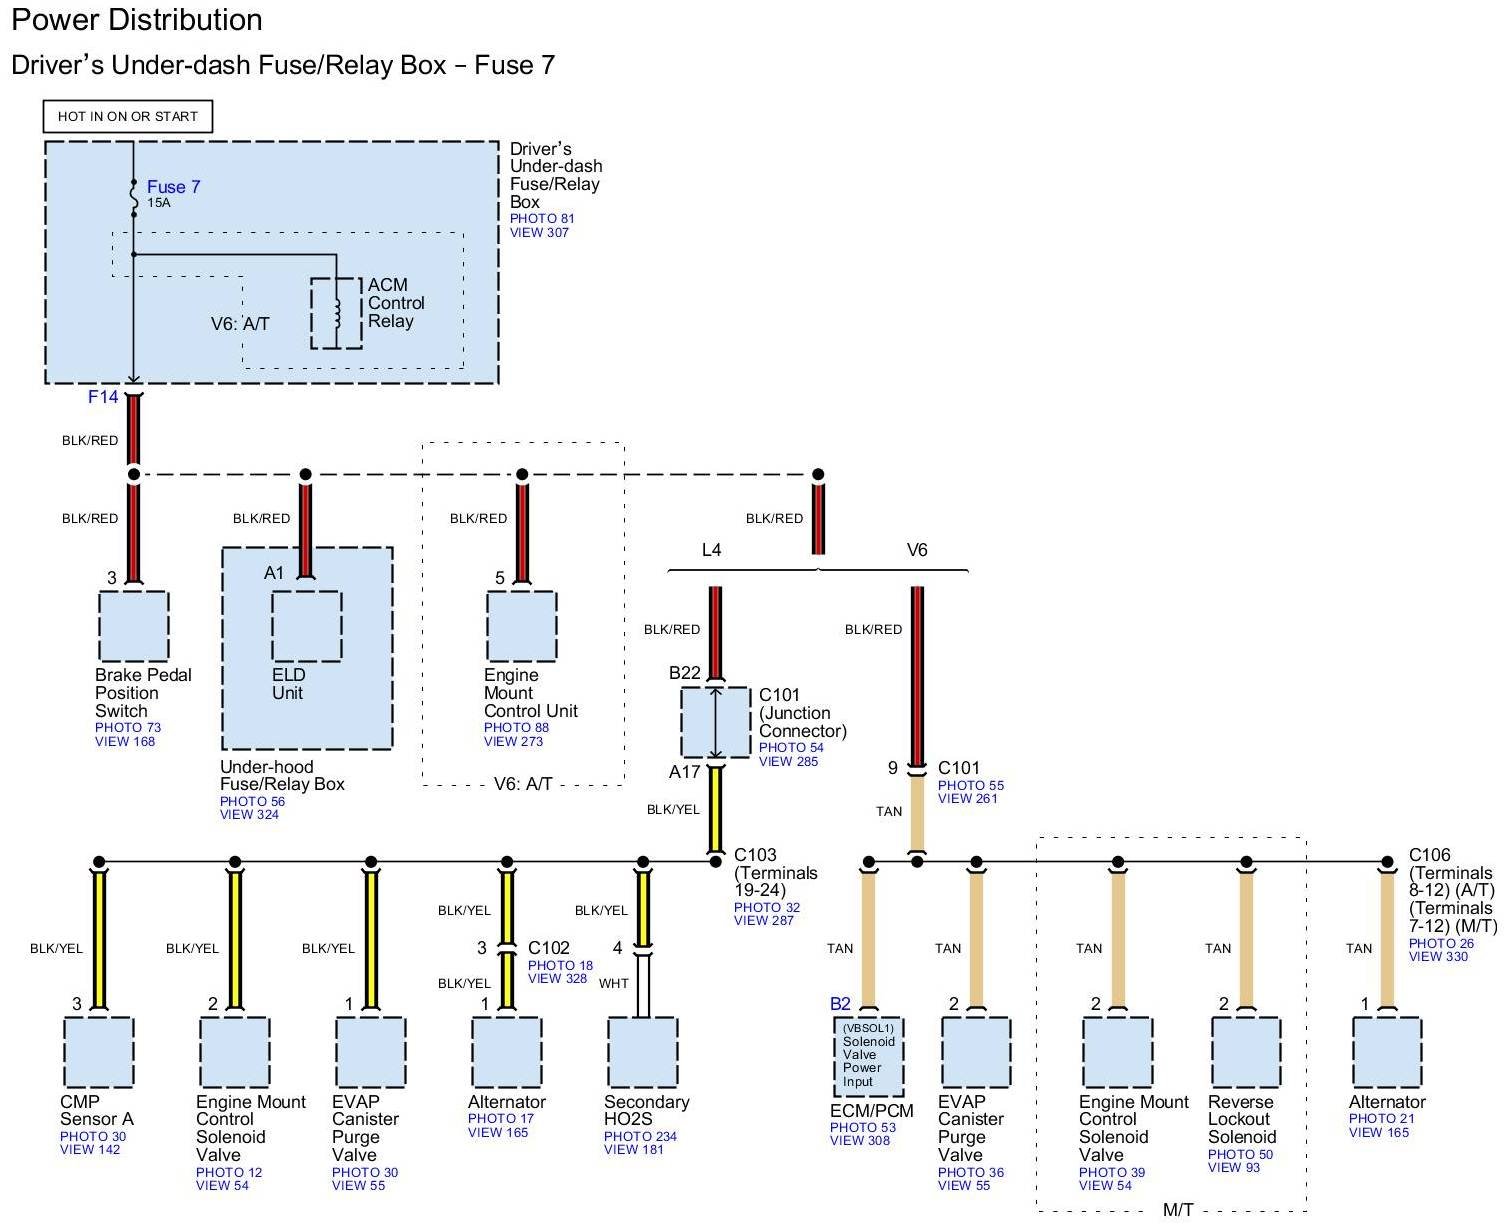 Power Distribution
Driver's Under-dash Fuse/Relay Box – Fuse 7
HOT IN ON OR START
Fuse 7
15A
Driver's
Under-dash
Fuse/Relay
Box
PHOTO 81
VIEW 307
ACM
Control
Relay
V6: A/T
F14
BLK/RED
BLK/RED
BLK/RED
BLK/RED
BLK/RED
3
A1
5
L4
V6
Brake Pedal
Position
Switch
PHOTO 73
VIEW 168
ELD
Unit
Under-hood
Fuse/Relay Box
PHOTO 56
VIEW 324
Engine
Mount
Control Unit
PHOTO 88
VIEW 273
V6: A/T
BLK/RED
B22
C101
(Junction
Connector)
PHOTO 54
VIEW 285
A17
BLK/YEL
BLK/RED
9
C101
PHOTO 55
VIEW 261
TAN
C103
(Terminals
19-24)
PHOTO 32
VIEW 287
C106
(Terminals
8-12) (A/T)
(Terminals
7-12) (M/T)
PHOTO 26
VIEW 330
BLK/YEL
3
CMP
Sensor A
PHOTO 30
VIEW 142
BLK/YEL
2
Engine Mount
Control
Solenoid
Valve
PHOTO 12
VIEW 54
BLK/YEL
1
EVAP
Canister
Purge
Valve
PHOTO 30
VIEW 55
BLK/YEL
3
C102
PHOTO 18
VIEW 328
BLK/YEL
1
Alternator
PHOTO 17
VIEW 165
BLK/YEL
4
WHT
Secondary
HO2S
PHOTO 234
VIEW 181
TAN
B2
(VBSOL1)
Solenoid
Valve
Power
Input
ECM/PCM
PHOTO 53
VIEW 308
TAN
2
EVAP
Canister
Purge
Valve
PHOTO 36
VIEW 55
TAN
2
Engine Mount
Control
Solenoid
Valve
PHOTO 39
VIEW 54
TAN
2
Reverse
Lockout
Solenoid
PHOTO 50
VIEW 93
M/T
TAN
1
Alternator
PHOTO 21
VIEW 165